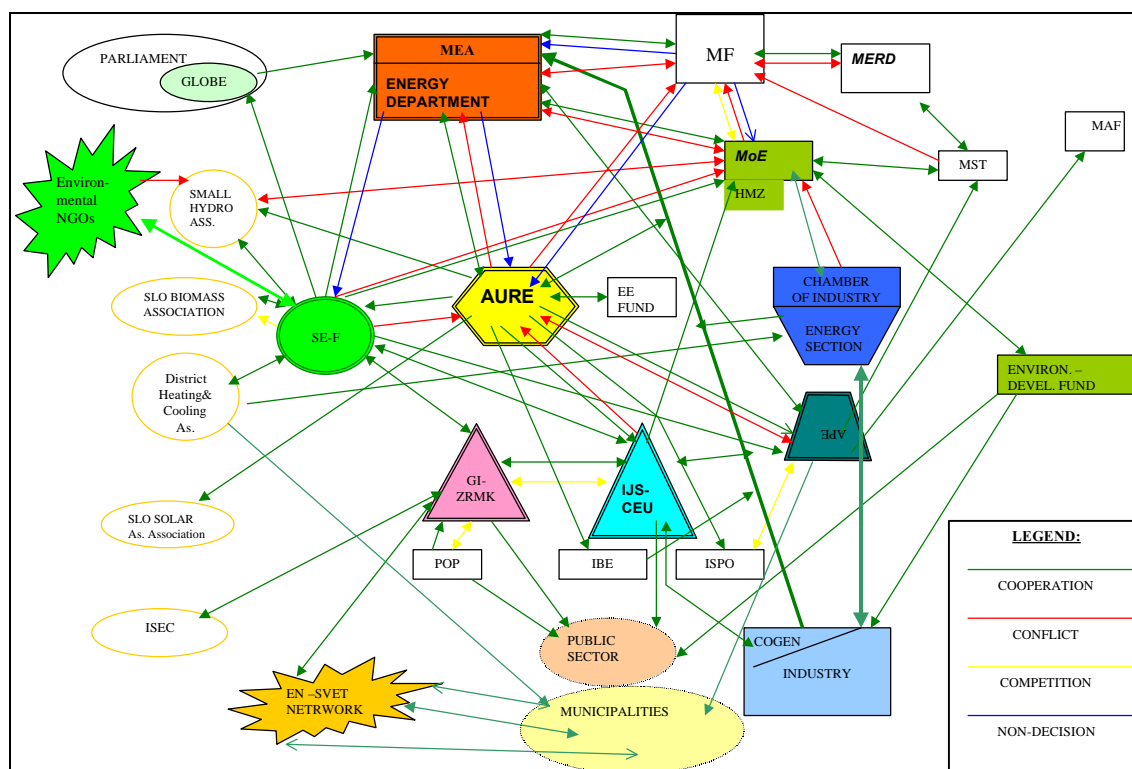 PARLIAMENT
GLOBE
MEA
ENERGY
DEPARTMENT
MF
MERD
MAF
MST
MoE
HMZ
Environ-
mental
NGOs
SMALL
HYDRO
ASS.
AURE
EE
FUND
CHAMBER
OF INDUSTRY
ENERGY
SECTION
SLO BIOMASS
ASSOCIATION
SE-F
ENVIRON. –
DEVEL. FUND
District
Heating&
Cooling
As.
APE
GI-
ZRMK
IJS-
CEU
SLO SOLAR
As. Association
POP
IBE
ISPO
ISEC
PUBLIC
SECTOR
COGEN
INDUSTRY
EN –SVET
NETRWORK
MUNICIPALITIES
LEGEND:
COOPERATION
CONFLICT
COMPETITION
NON-DECISION